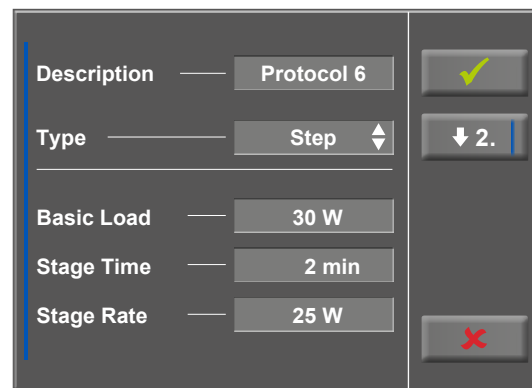 Description Protocol 6
Type Step
2.
Basic Load 30 W
Stage Time 2 min
Stage Rate 25 W